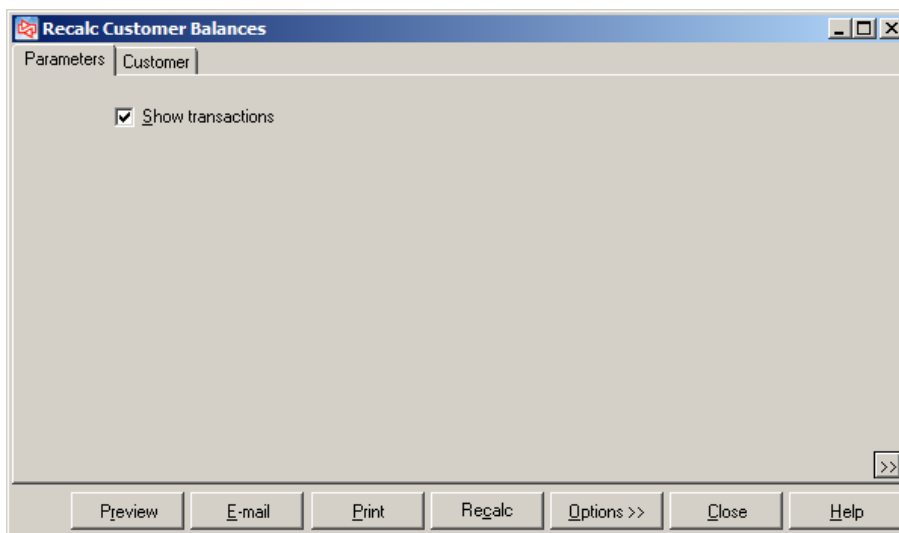 Recalc Customer Balances
Parameters Customer
Show transactions
>>
Preview E-mail Print Recalc Options >> Close Help